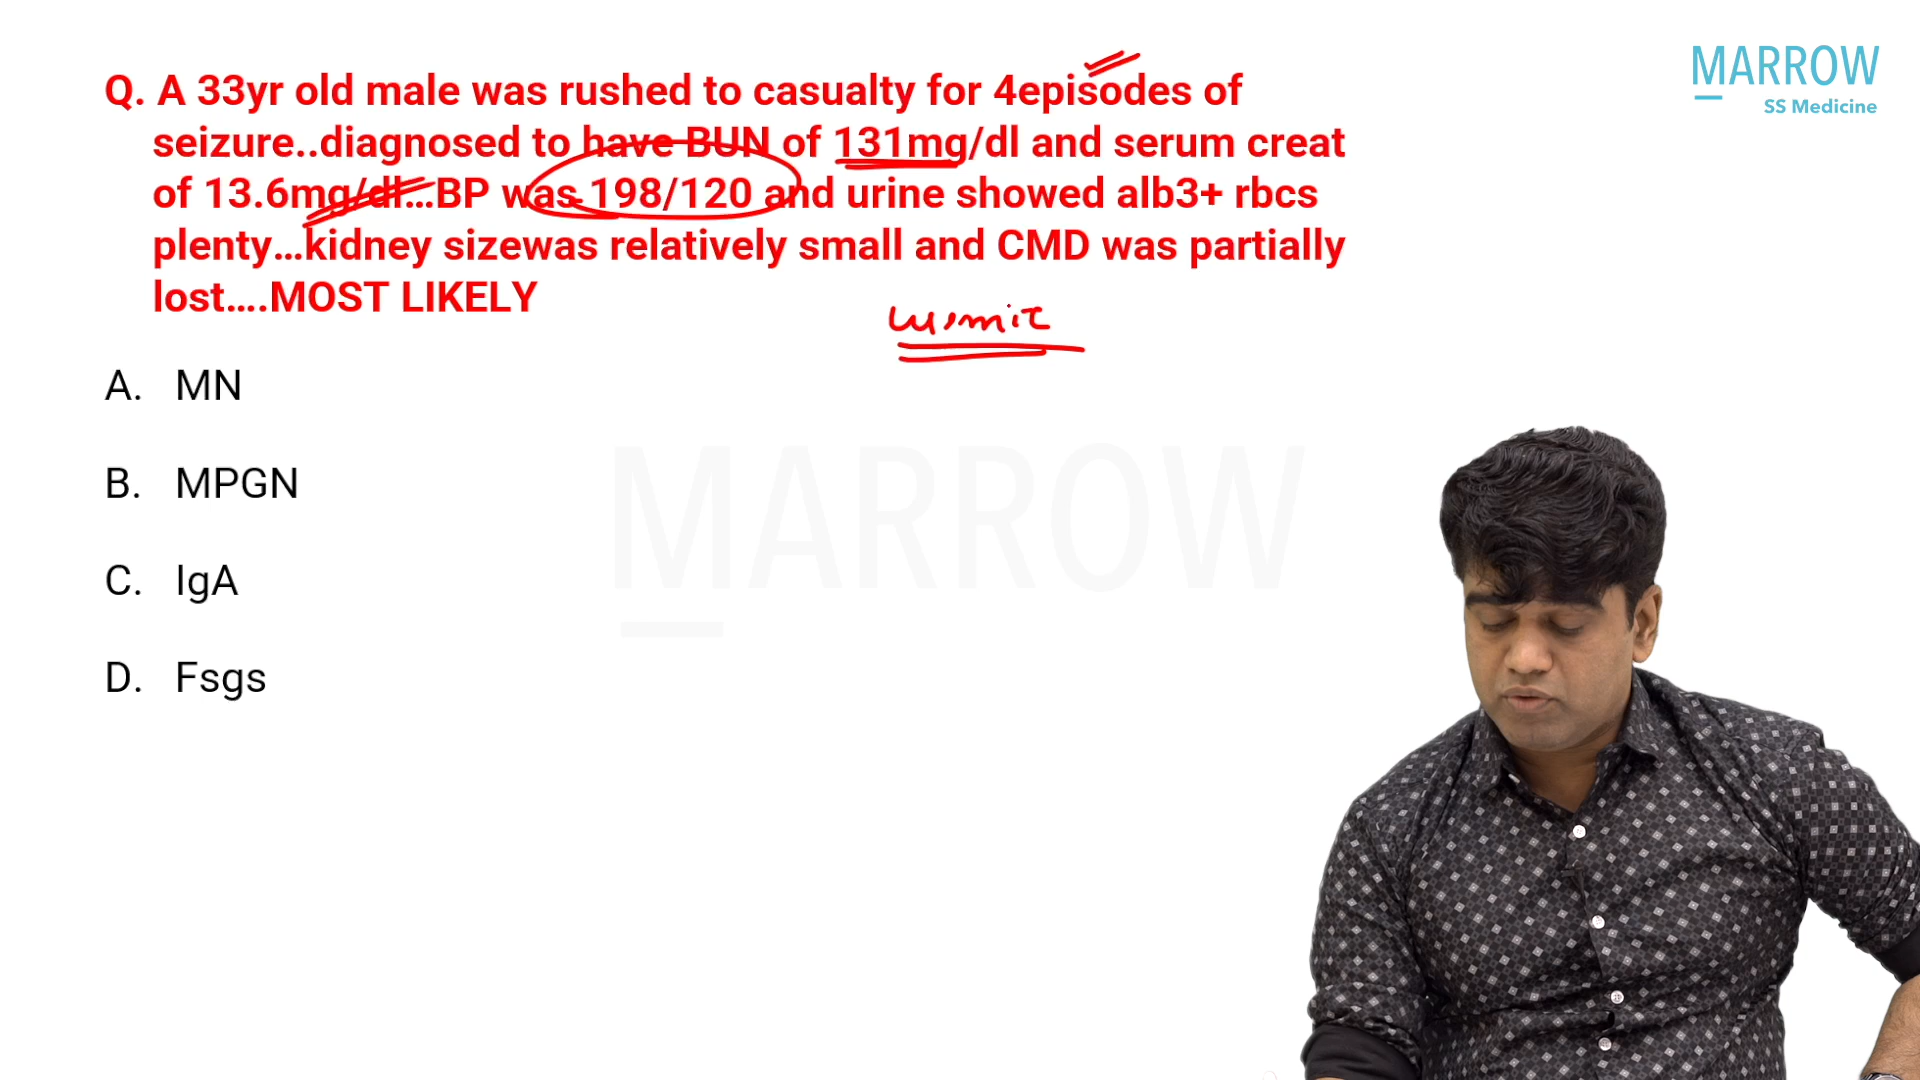 MARROW
SS Medicine
Q. A 33yr old male was rushed to casualty for 4episodes of
seizure..diagnosed to have BUN of 131mg/dl and serum creat
of 13.6mg/dl...BP was 198/120 and urine showed alb3+ rbcs
plenty...kidney sizewas relatively small and CMD was partially
lost....MOST LIKELY
A. MN
B. MPGN
C. IgA
D. Fsgs
MARROW